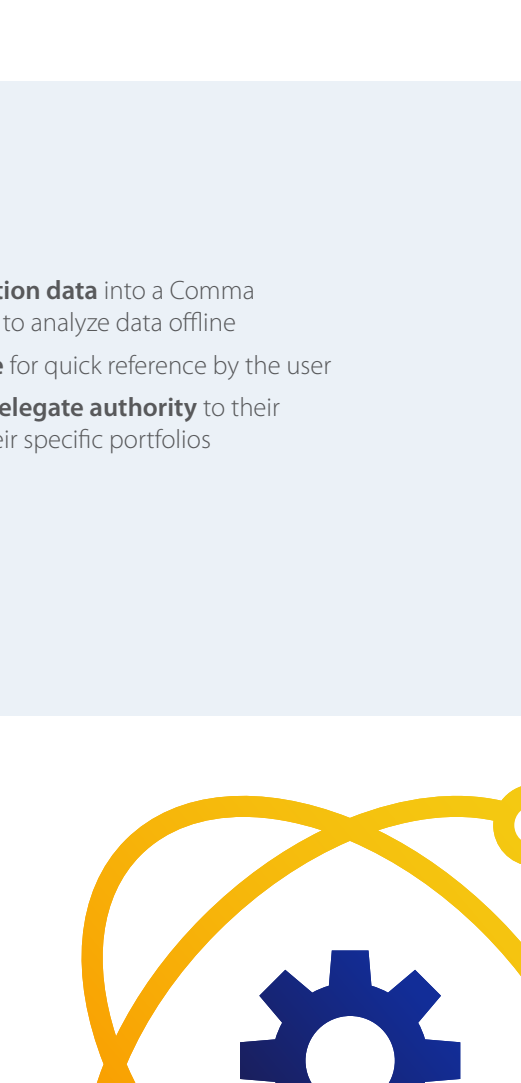 tion data into a Comma
to analyze data offline
e for quick reference by the user
elegate authority to their
eir specific portfolios